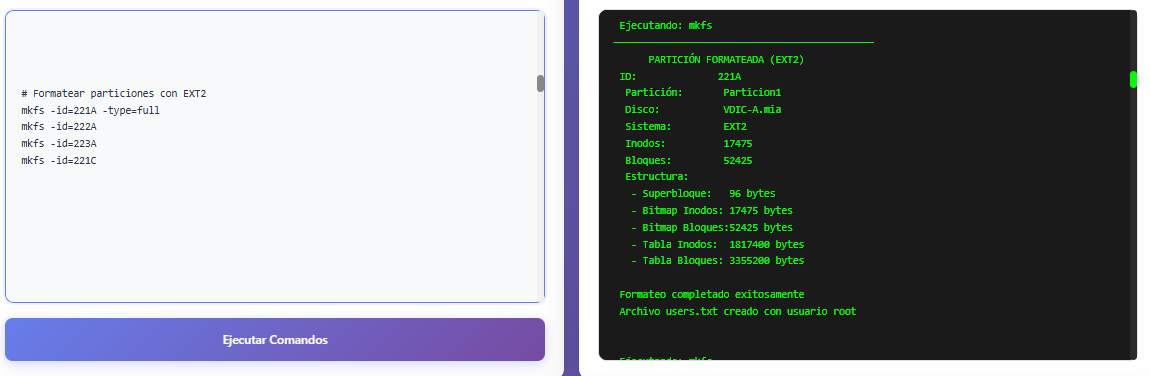 # Formatear particiones con EXT2
mkfs -id=221A -type=full
mkfs -id=222A
mkfs -id=223A
mkfs -id=221C
Ejecutar Comandos
Ejecutando: mkfs
PARTICIÓN FORMATEADA (EXT2)
ID: 221A
Partición: Particion1
Disco: VDIC-A.mia
Sistema: EXT2
Inodos: 17475
Bloques: 52425
Estructura:
- Superbloque: 96 bytes
- Bitmap Inodos: 17475 bytes
- Bitmap Bloques:52425 bytes
- Tabla Inodos: 1817400 bytes
- Tabla Bloques: 3355200 bytes
Formateo completado exitosamente
Archivo users.txt creado con usuario root
Ejecutando: mkfs